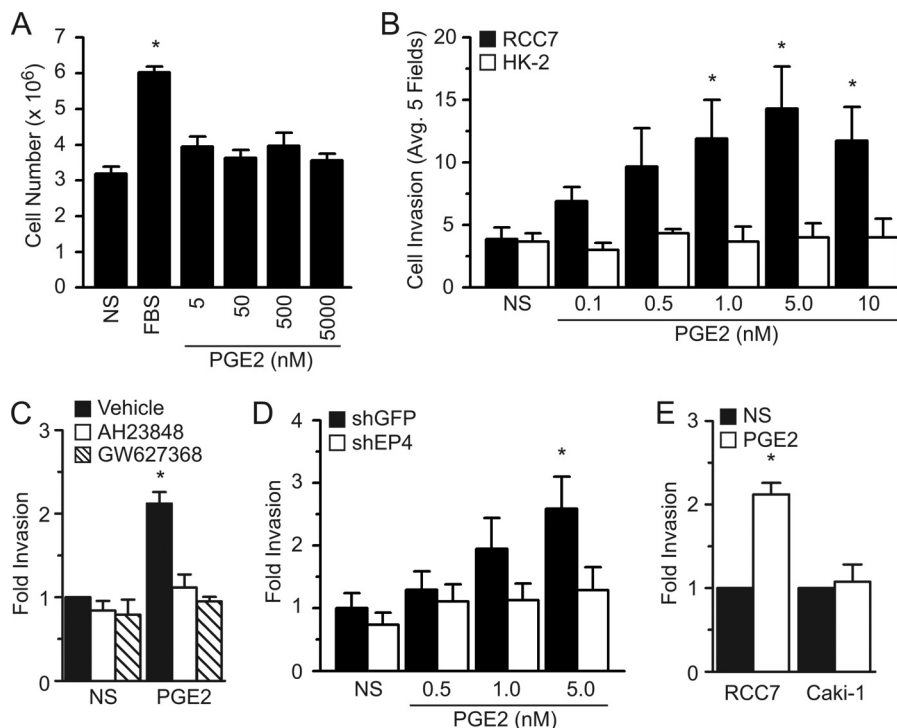 A
Cell Number (x 10⁶)
7
6
5
4
3
2
1
0
*
NS
FBS
5
50
500
5000
PGE2 (nM)
B
Cell Invasion (Avg. 5 Fields)
20
15
10
5
0
RCC7
HK-2
* * *
NS 0.1 0.5 1.0 5.0 10
PGE2 (nM)
C
Vehicle
AH23848
GW627368
Fold Invasion
3
2
1
0
*
NS PGE2
D
shGFP
shEP4
Fold Invasion
4
3
2
1
0
*
NS 0.5 1.0 5.0
PGE2 (nM)
E
NS
PGE2
Fold Invasion
3
2
1
0
*
RCC7 Caki-1